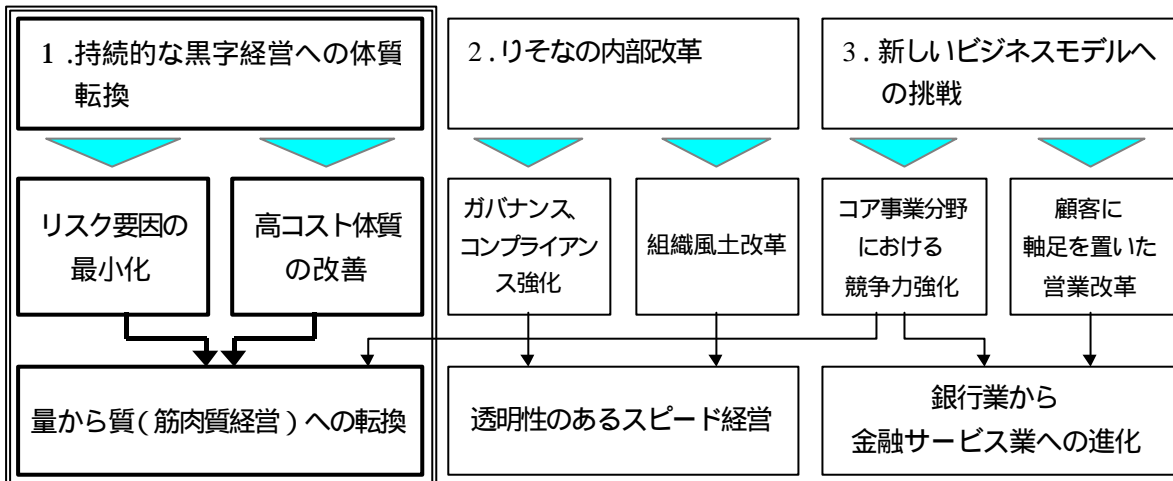 1.持続的な黒字経営への体質
転換
2.りそなの内部改革
3.新しいビジネスモデルへ
の挑戦
リスク要因の
最小化
高コスト体質
の改善
ガバナンス、
コンプライアン
ス強化
組織風土改革
コア事業分野
における
競争力強化
顧客に
軸足を置いた
営業改革
量から質(筋肉質経営)への転換
透明性のあるスピード経営
銀行業から
金融サービス業への進化